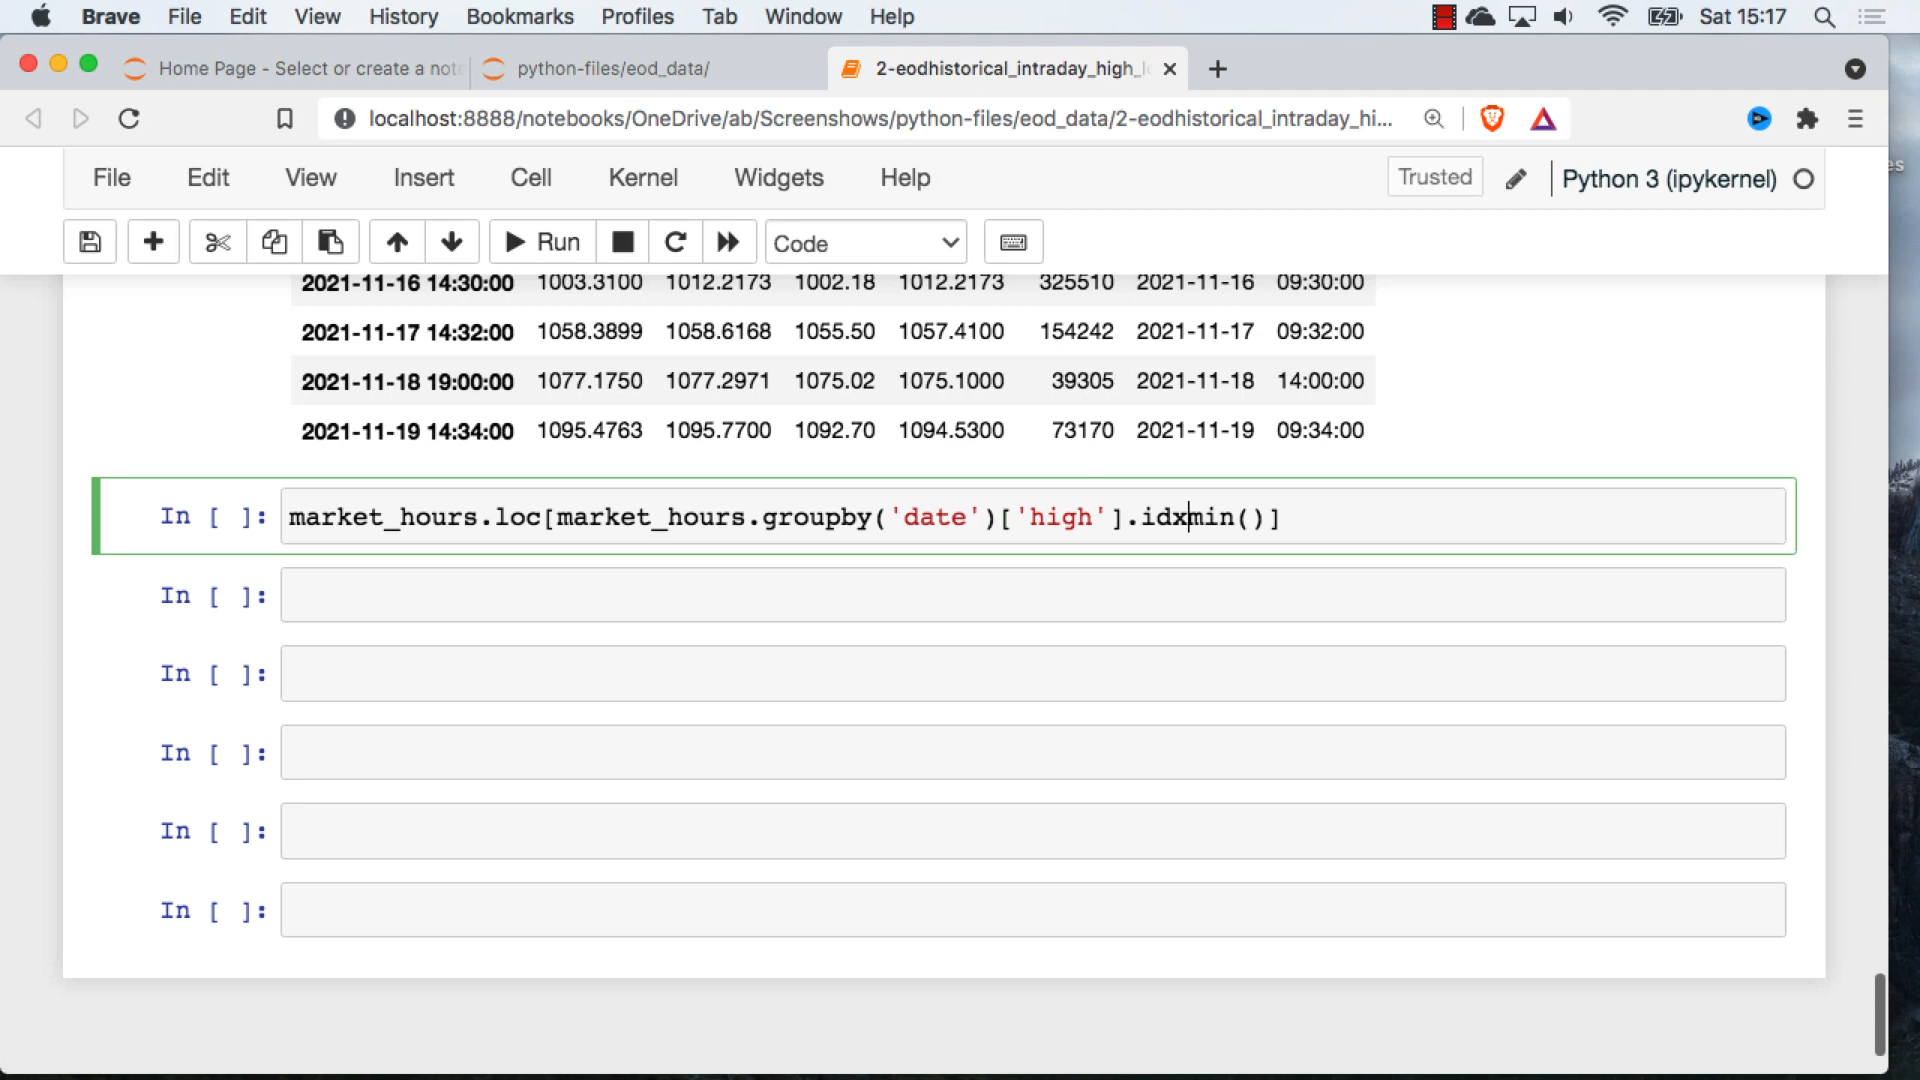 Brave File Edit View History Bookmarks Profiles Tab Window Help Sat 15:17
Home Page - Select or create a note python-files/eod_data/ 2-eodhistorical_intraday_high_l
localhost:8888/notebooks/OneDrive/ab/Screenshows/python-files/eod_data/2-eodhistorical_intraday_hi...
File Edit View Insert Cell Kernel Widgets Help Trusted Python 3 (ipykernel)
Run Code
2021-11-16 14:30:00 1003.3100 1012.2173 1002.18 1012.2173 325510 2021-11-16 09:30:00
2021-11-17 14:32:00 1058.3899 1058.6168 1055.50 1057.4100 154242 2021-11-17 09:32:00
2021-11-18 19:00:00 1077.1750 1077.2971 1075.02 1075.1000 39305 2021-11-18 14:00:00
2021-11-19 14:34:00 1095.4763 1095.7700 1092.70 1094.5300 73170 2021-11-19 09:34:00
In [ ]: market_hours.loc[market_hours.groupby('date')['high'].idxmin()]
In [ ]:
In [ ]:
In [ ]:
In [ ]:
In [ ]: